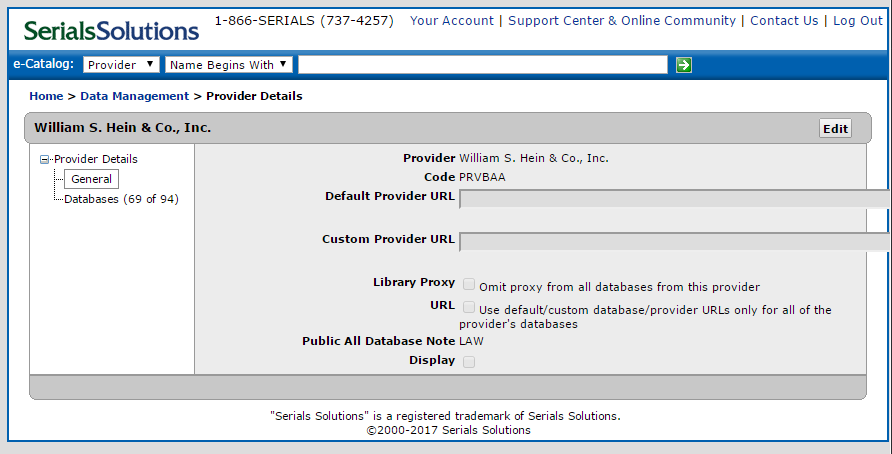 SerialsSolutions 1-866-SERIALS (737-4257) Your Account | Support Center & Online Community | Contact Us | Log Out
e-Catalog: Provider Name Begins With
Home > Data Management > Provider Details
William S. Hein & Co., Inc. Edit
Provider Details
General
Databases (69 of 94)
Provider William S. Hein & Co., Inc.
Code PRVBAA
Default Provider URL
Custom Provider URL
Library Proxy Omit proxy from all databases from this provider
URL Use default/custom database/provider URLs only for all of the
provider's databases
Public All Database Note LAW
Display
"Serials Solutions" is a registered trademark of Serials Solutions.
©2000-2017 Serials Solutions